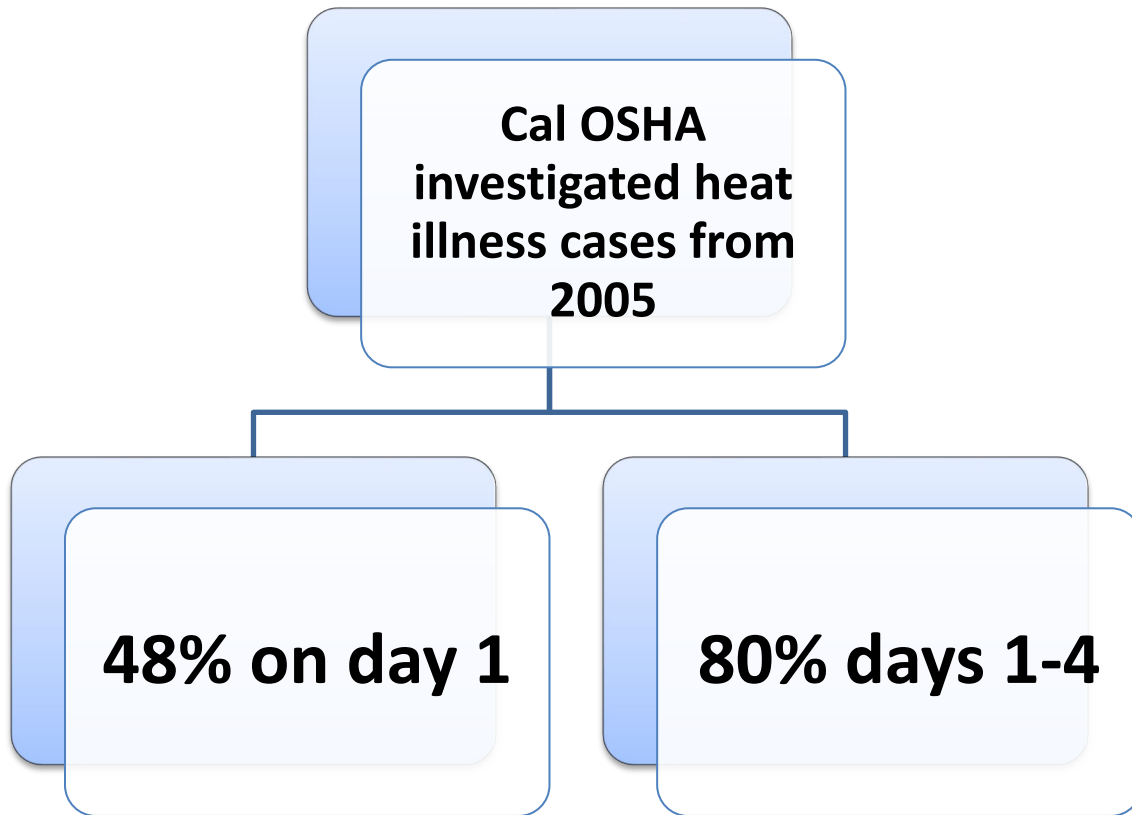 Cal OSHA
investigated heat
illness cases from
2005
48% on day 1
80% days 1-4